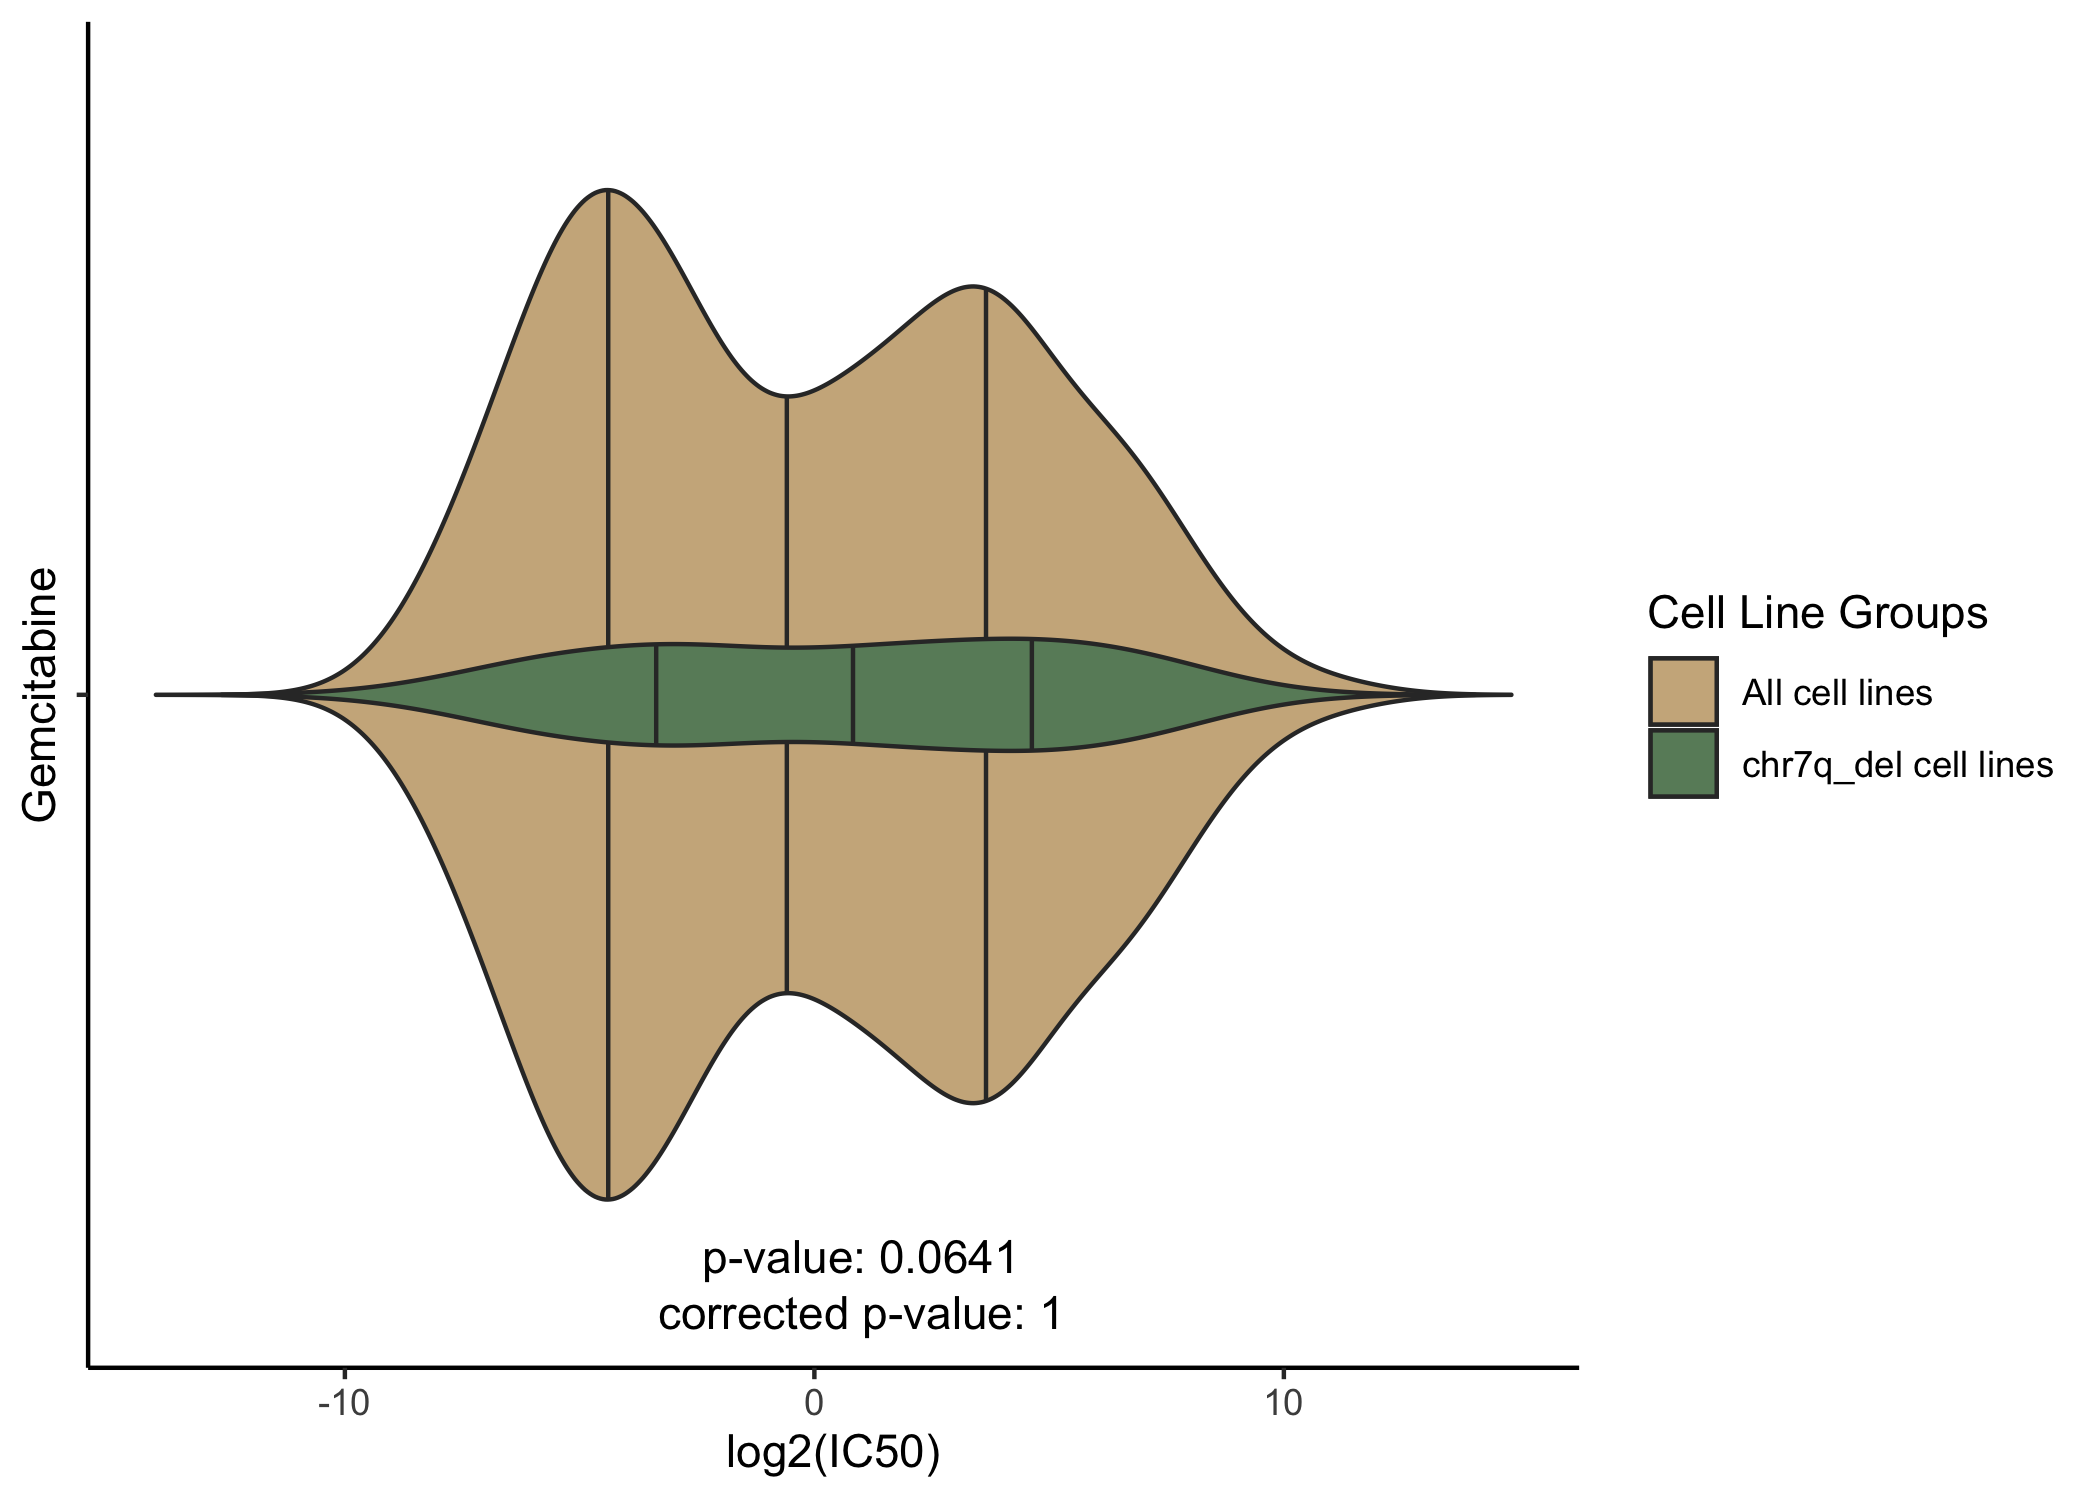 Gemcitabine
Cell Line Groups
All cell lines
chr7q_del cell lines
p-value: 0.0641
corrected p-value: 1
-10 0 10
log2(IC50)